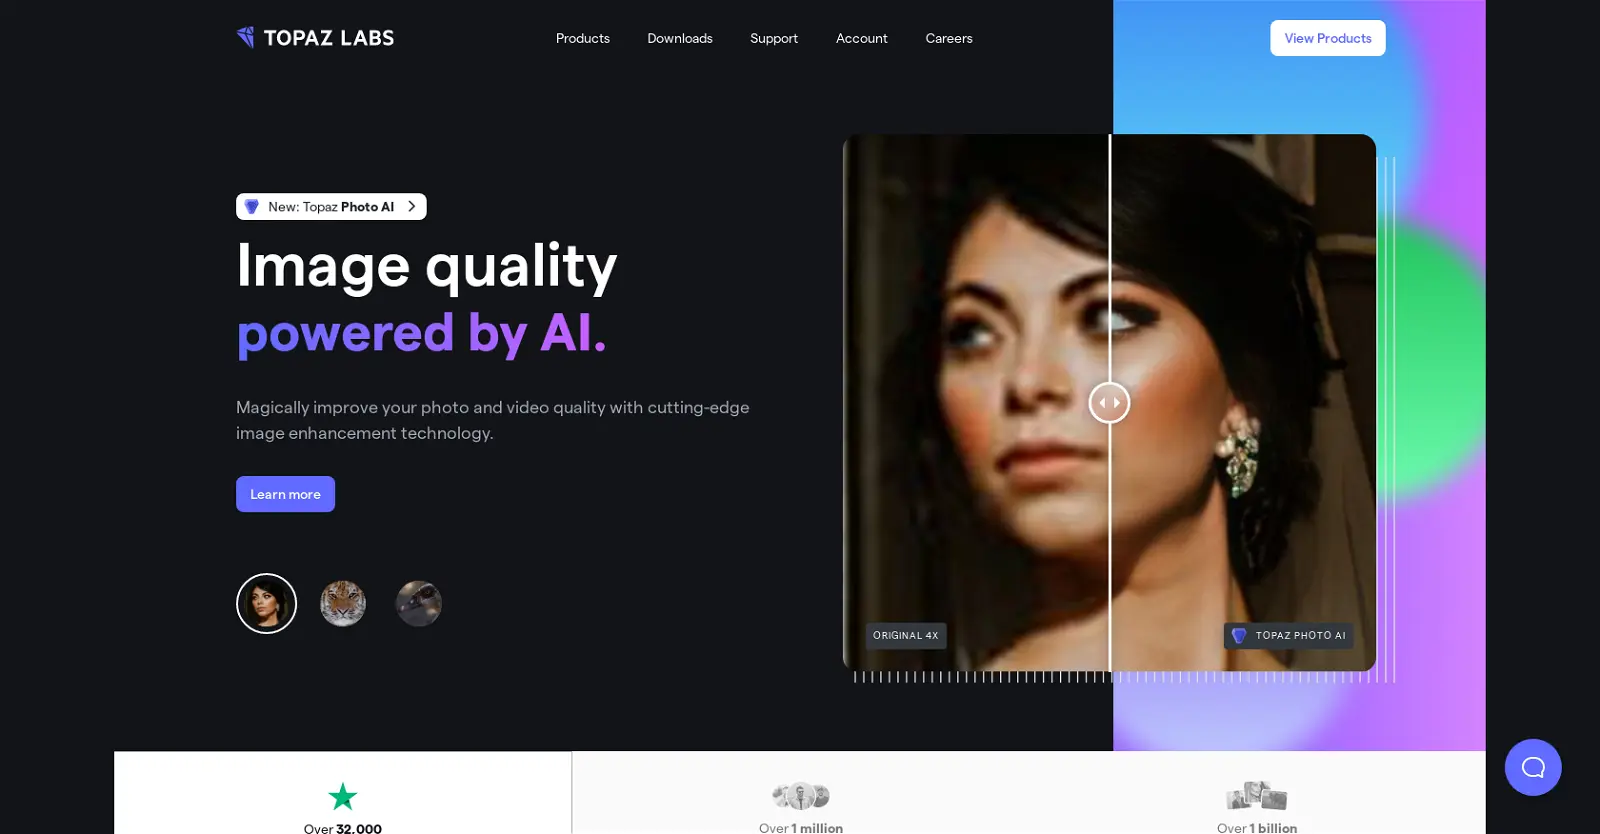 TOPAZ LABS
Products
Downloads
Support
Account
Careers
View Products
New: Topaz Photo AI
Image quality
powered by AI.
Magically improve your photo and video quality with cutting-edge
image enhancement technology.
Learn more
ORIGINAL 4X
TOPAZ PHOTO AI
Over 32,000
Over 1 million
Over 1 billion